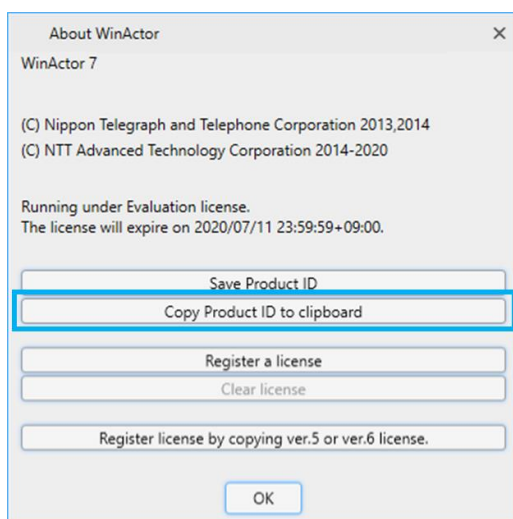 About WinActor
WinActor 7
(C) Nippon Telegraph and Telephone Corporation 2013,2014
(C) NTT Advanced Technology Corporation 2014-2020
Running under Evaluation license.
The license will expire on 2020/07/11 23:59:59+09:00.
Save Product ID
Copy Product ID to clipboard
Register a license
Clear license
Register license by copying ver.5 or ver.6 license.
OK